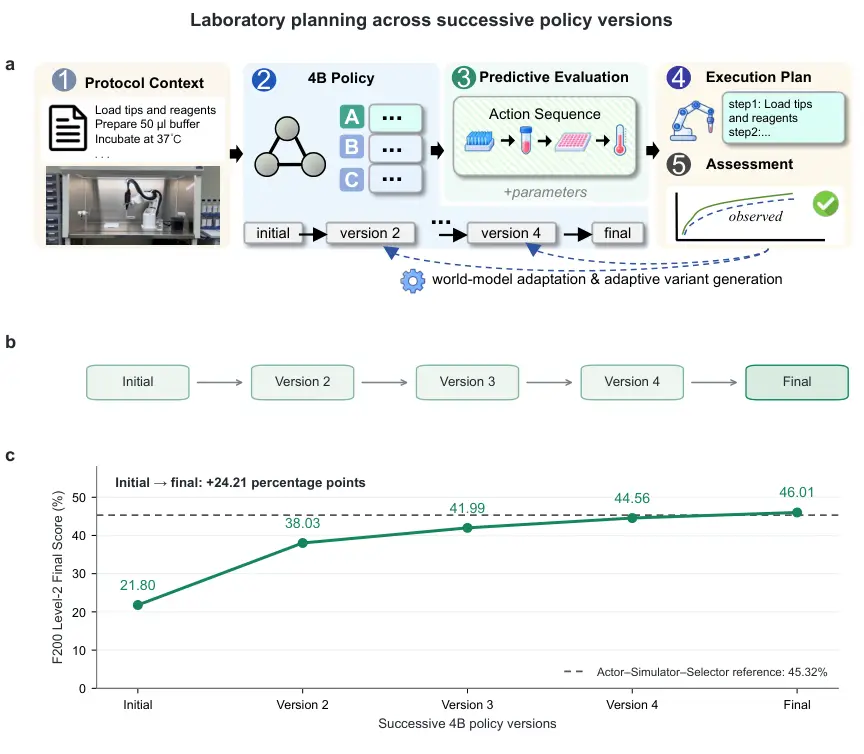 Laboratory planning across successive policy versions
a
1
Protocol Context
Load tips and reagents
Prepare 50 µl buffer
Incubate at 37°C
. . .
2
4B Policy
A ...
B ...
C ...
3
Predictive Evaluation
Action Sequence
+parameters
4
Execution Plan
step1: Load tips
and reagents
step2:...
5
Assessment
observed
initial
version 2
...
version 4
final
world-model adaptation & adaptive variant generation
b
Initial
Version 2
Version 3
Version 4
Final
c
Initial → final: +24.21 percentage points
F200 Level-2 Final Score (%)
50
40
30
20
10
0
21.80
38.03
41.99
44.56
46.01
Actor–Simulator–Selector reference: 45.32%
Initial
Version 2
Version 3
Version 4
Final
Successive 4B policy versions